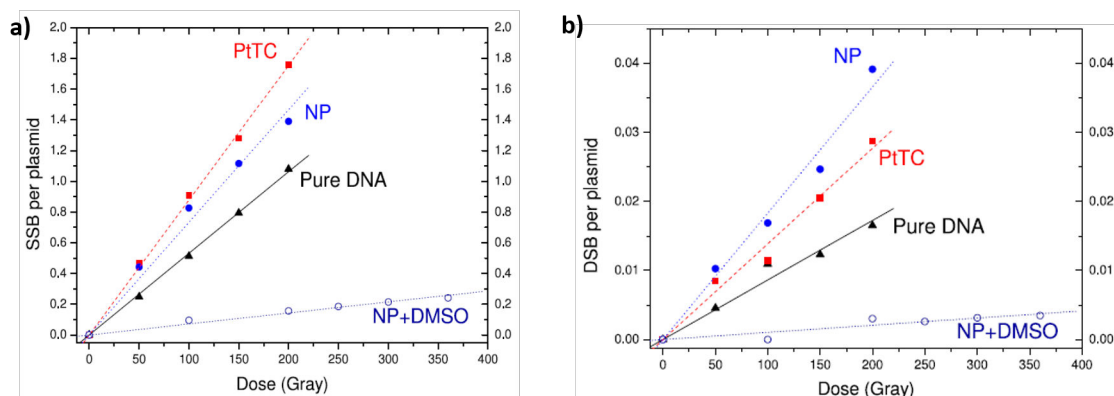 a)
2.0
1.8
1.6
1.4
1.2
1.0
0.8
0.6
0.4
0.2
0.0
SSB per plasmid
PtTC
NP
Pure DNA
NP+DMSO
2.0
1.8
1.6
1.4
1.2
1.0
0.8
0.6
0.4
0.2
0.0
0 50 100 150 200 250 300 350 400
Dose (Gray)
b)
0.04
0.03
0.02
0.01
0.00
DSB per plasmid
NP
PtTC
Pure DNA
NP+DMSO
0.04
0.03
0.02
0.01
0.00
0 50 100 150 200 250 300 350 400
Dose (Gray)